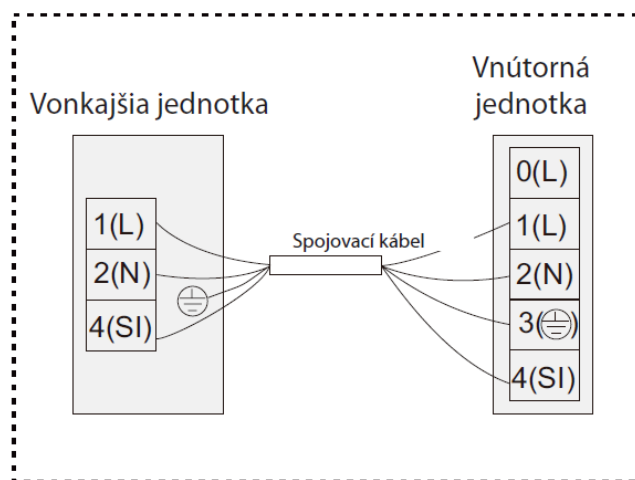 Vonkajšia jednotka
1(L)
2(N)
4(SI)
Spojovací kábel
Vnútorná
jednotka
0(L)
1(L)
2(N)
3(⏚)
4(SI)